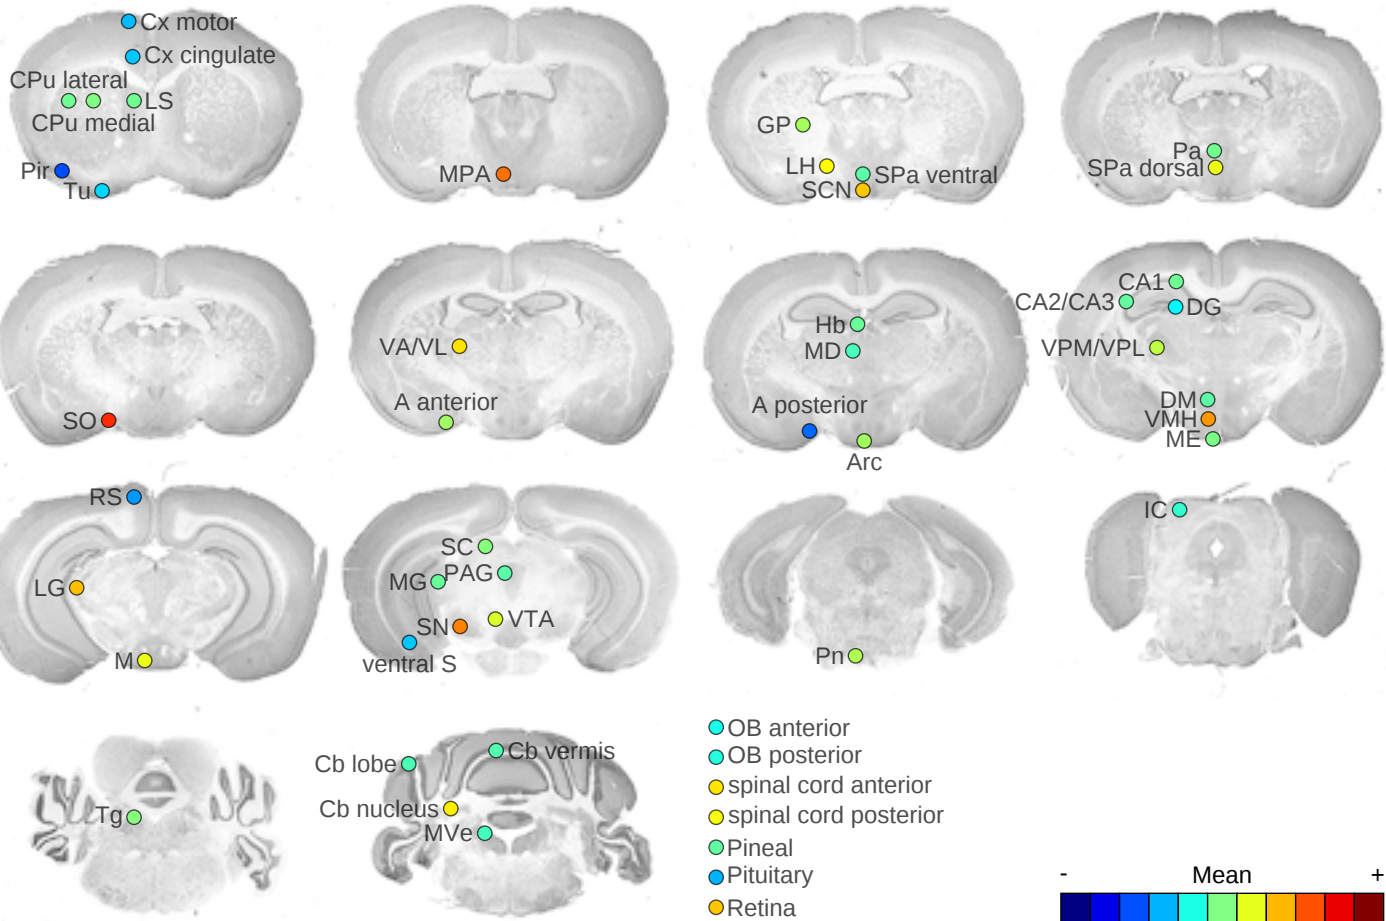 Cx motor
Cx cingulate
CPu lateral
LS
CPu medial
Pir
Tu
MPA
GP
LH
SPa ventral
SCN
Pa
SPa dorsal
SO
VA/VL
A anterior
Hb
MD
A posterior
Arc
CA1
CA2/CA3
DG
VPM/VPL
DM
VMH
ME
RS
LG
M
SC
MG
PAG
SN
VTA
ventral S
Pn
IC
Tg
Cb lobe
Cb vermis
Cb nucleus
MVe
OB anterior
OB posterior
spinal cord anterior
spinal cord posterior
Pineal
Pituitary
Retina
- Mean +